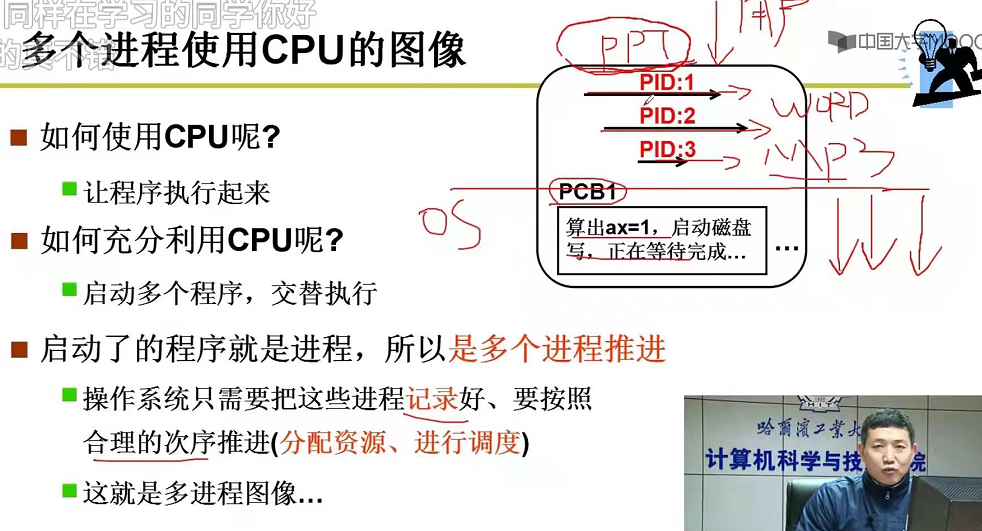 同样在学习的同学你好
多个进程使用CPU的图像
中国大学MOOC
PPT
PID:1
PID:2
WORD
PID:3
MP3
如何使用CPU呢?
让程序执行起来
PCB1
OS
算出ax=1，启动磁盘
写，正在等待完成…
…
如何充分利用CPU呢?
启动多个程序，交替执行
启动了的程序就是进程，所以是多个进程推进
操作系统只需要把这些进程记录好、要按照
合理的次序推进(分配资源、进行调度)
这就是多进程图像…
HIT
哈尔滨工业大
计算机科学与技 院